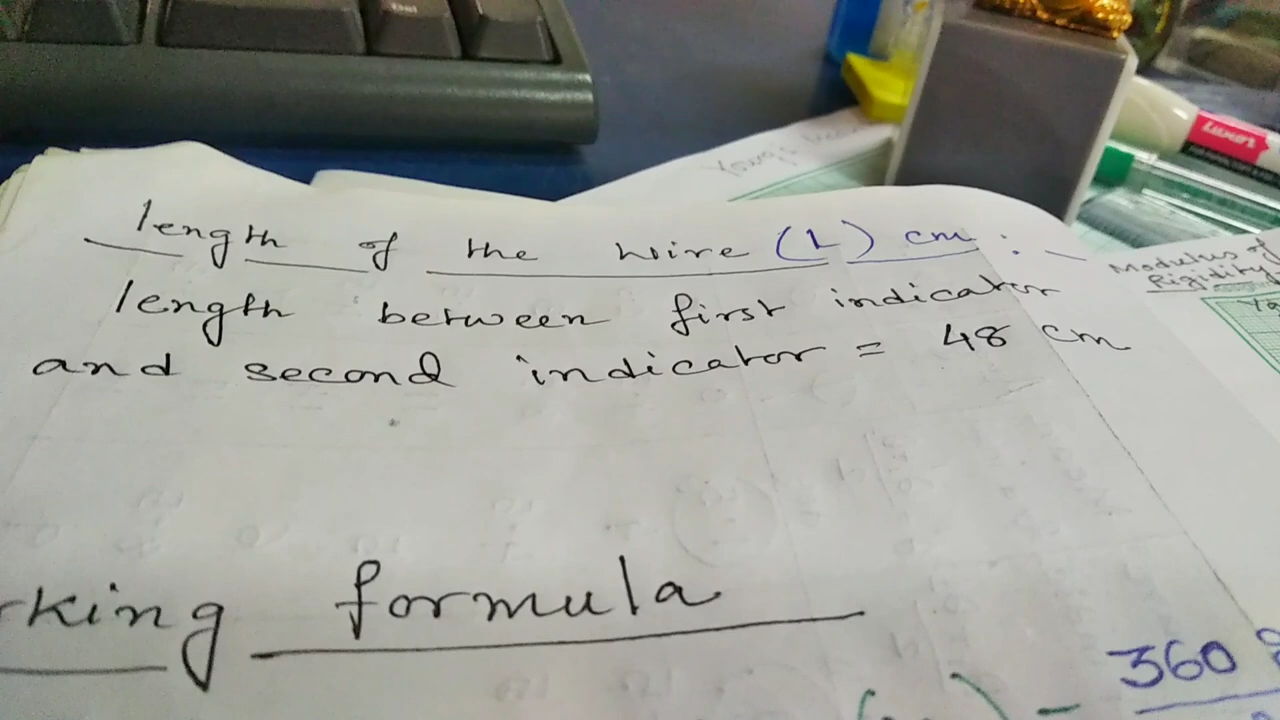 length of the wire (L) cm :-
length between first indicator
and second indicator = 48 cm
rking formula
360
Modulus of
Rigidity
Luxor